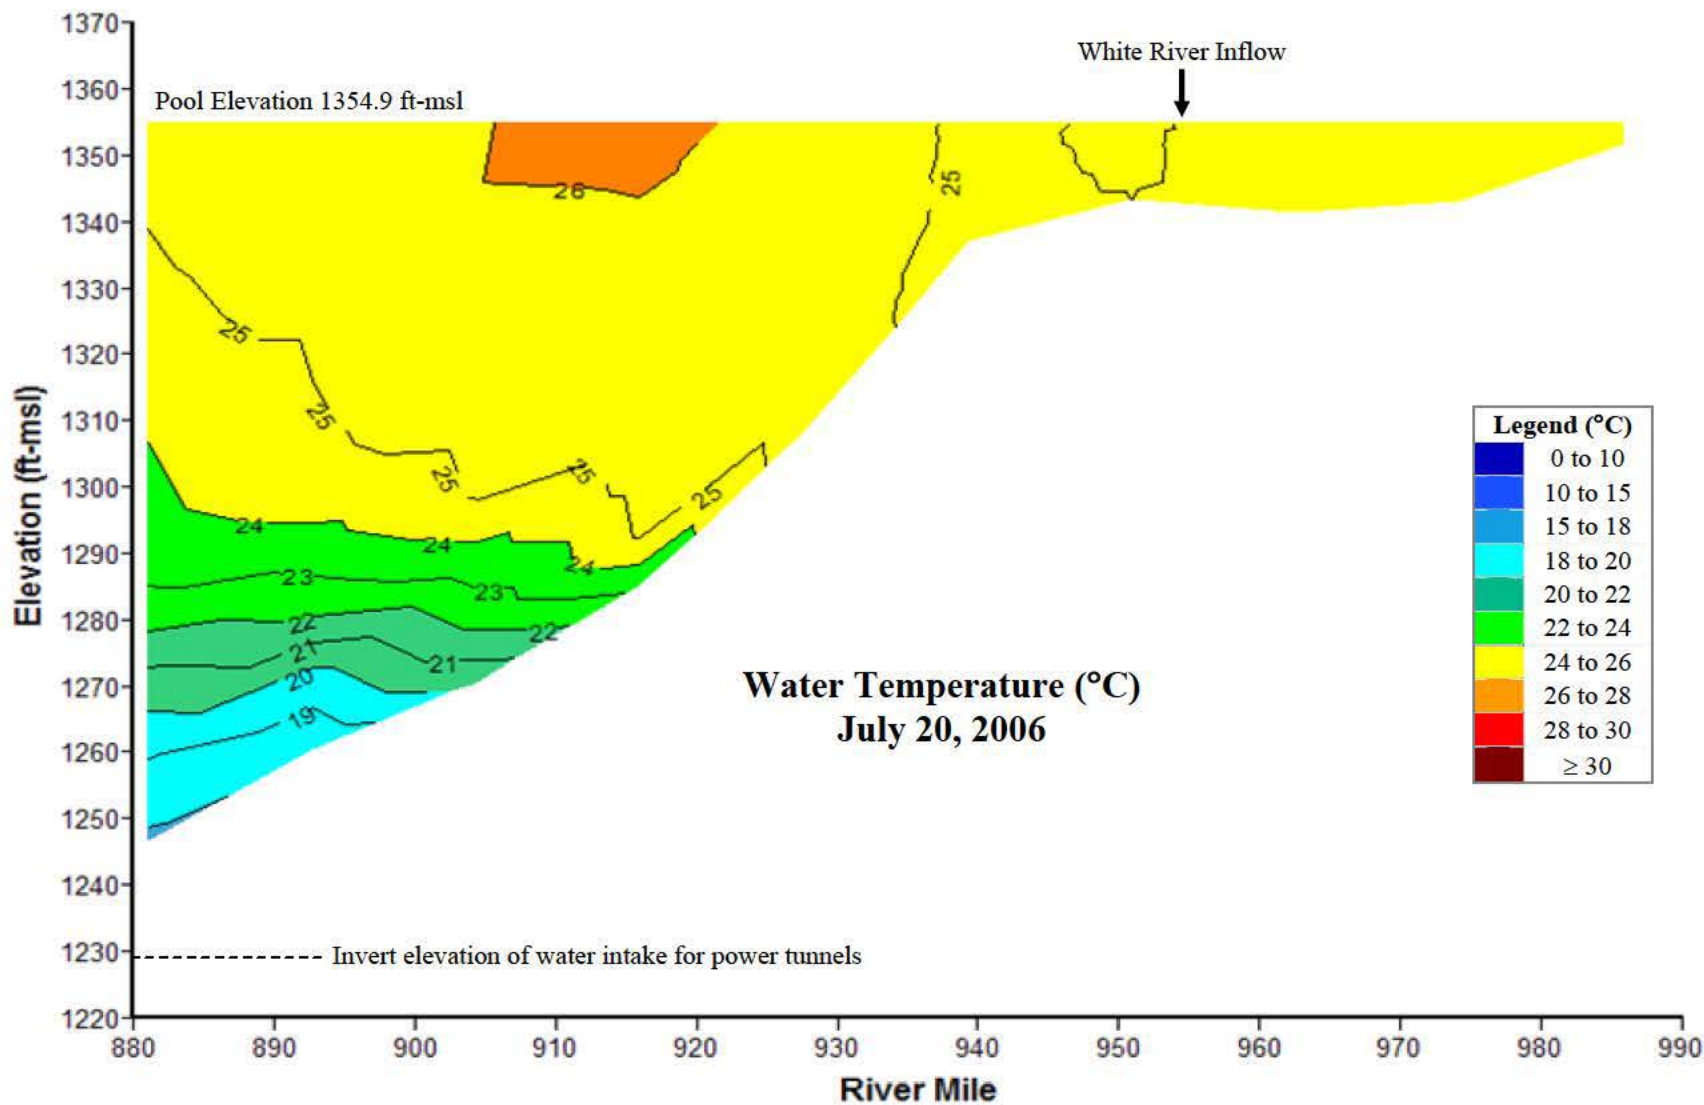 1370
1360
1350
1340
1330
1320
1310
1300
1290
1280
1270
1260
1250
1240
1230
1220
Elevation (ft-msl)
Pool Elevation 1354.9 ft-msl
White River Inflow
26
25
25
25
25
25
25
24
24
24
23
23
22
22
21
21
20
19
Legend (°C)
0 to 10
10 to 15
15 to 18
18 to 20
20 to 22
22 to 24
24 to 26
26 to 28
28 to 30
≥ 30
Water Temperature (°C)
July 20, 2006
Invert elevation of water intake for power tunnels
880 890 900 910 920 930 940 950 960 970 980 990
River Mile